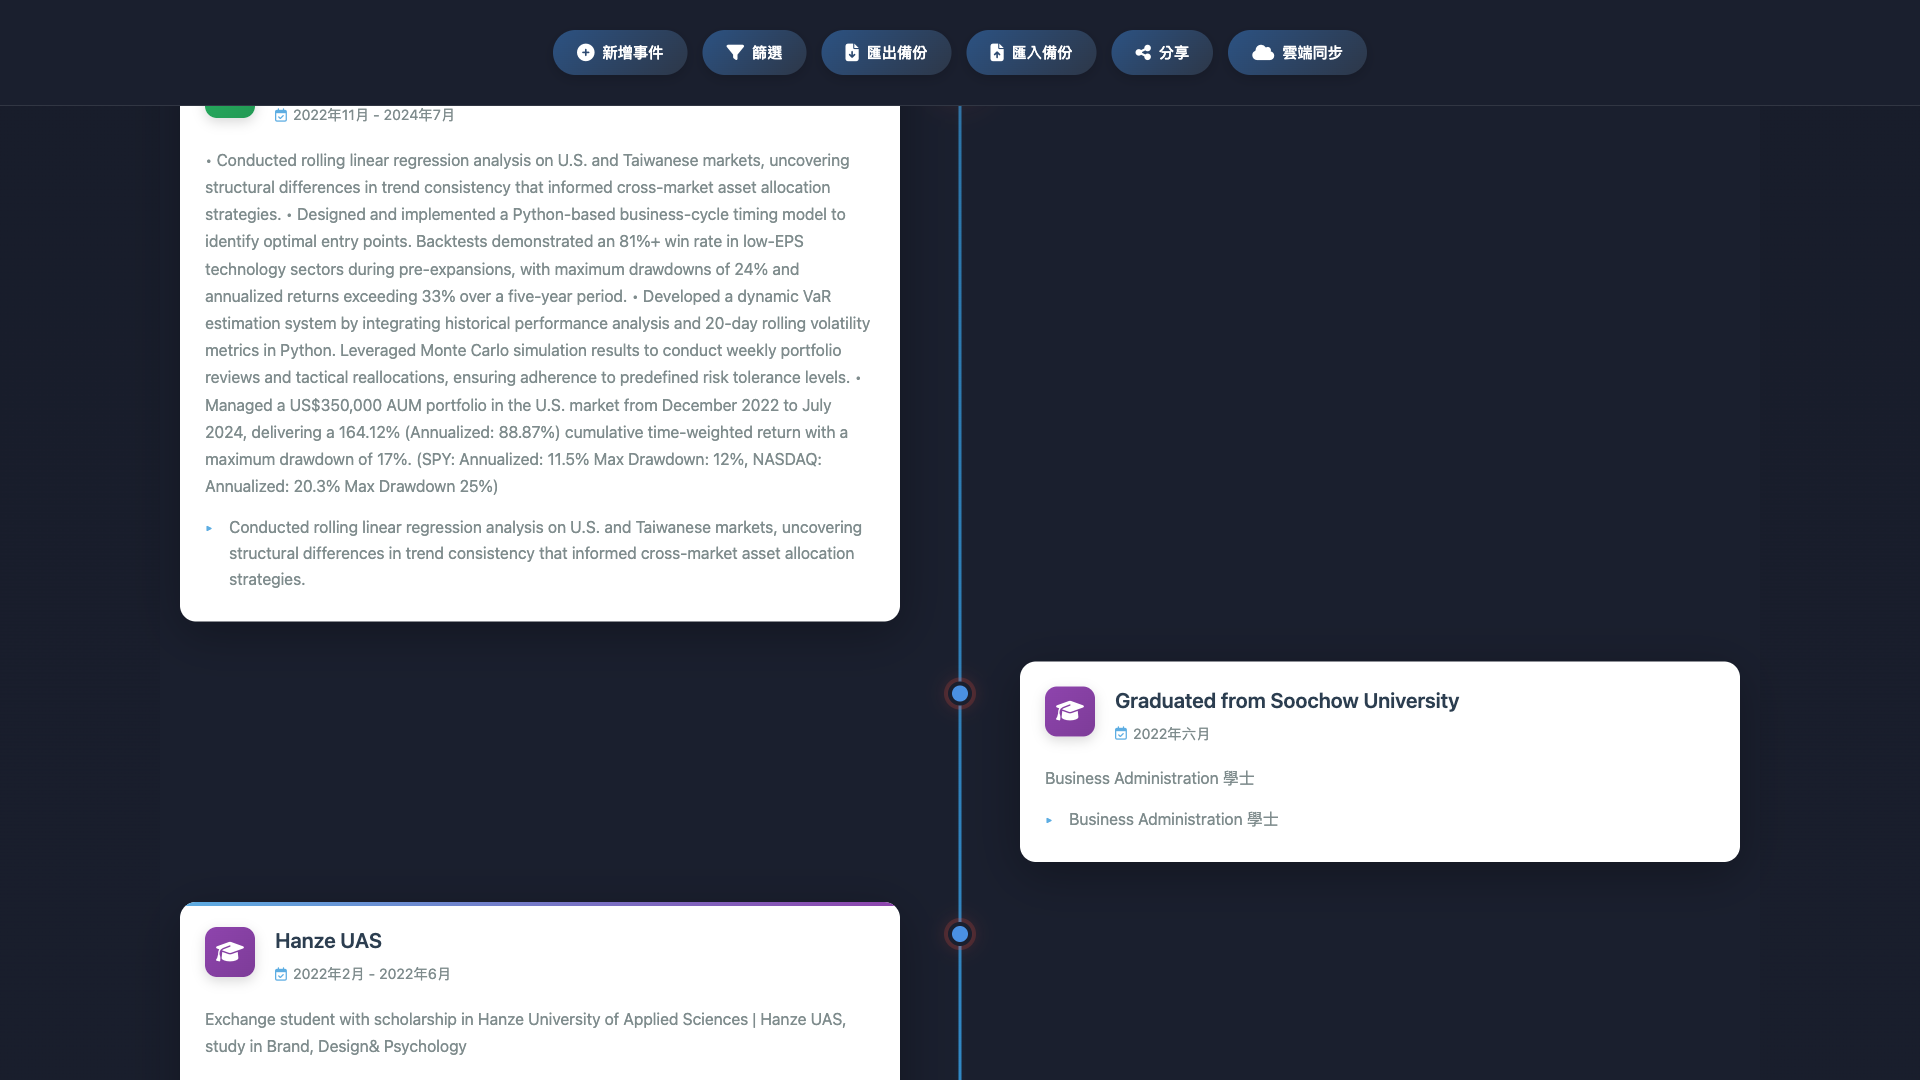 新增事件
篩選
匯出備份
匯入備份
分享
雲端同步
2022年11月 - 2024年7月
• Conducted rolling linear regression analysis on U.S. and Taiwanese markets, uncovering
structural differences in trend consistency that informed cross-market asset allocation
strategies. • Designed and implemented a Python-based business-cycle timing model to
identify optimal entry points. Backtests demonstrated an 81%+ win rate in low-EPS
technology sectors during pre-expansions, with maximum drawdowns of 24% and
annualized returns exceeding 33% over a five-year period. • Developed a dynamic VaR
estimation system by integrating historical performance analysis and 20-day rolling volatility
metrics in Python. Leveraged Monte Carlo simulation results to conduct weekly portfolio
reviews and tactical reallocations, ensuring adherence to predefined risk tolerance levels. •
Managed a US$350,000 AUM portfolio in the U.S. market from December 2022 to July
2024, delivering a 164.12% (Annualized: 88.87%) cumulative time-weighted return with a
maximum drawdown of 17%. (SPY: Annualized: 11.5% Max Drawdown: 12%, NASDAQ:
Annualized: 20.3% Max Drawdown 25%)
▸ Conducted rolling linear regression analysis on U.S. and Taiwanese markets, uncovering
structural differences in trend consistency that informed cross-market asset allocation
strategies.
Graduated from Soochow University
2022年六月
Business Administration 學士
▸ Business Administration 學士
Hanze UAS
2022年2月 - 2022年6月
Exchange student with scholarship in Hanze University of Applied Sciences | Hanze UAS,
study in Brand, Design& Psychology